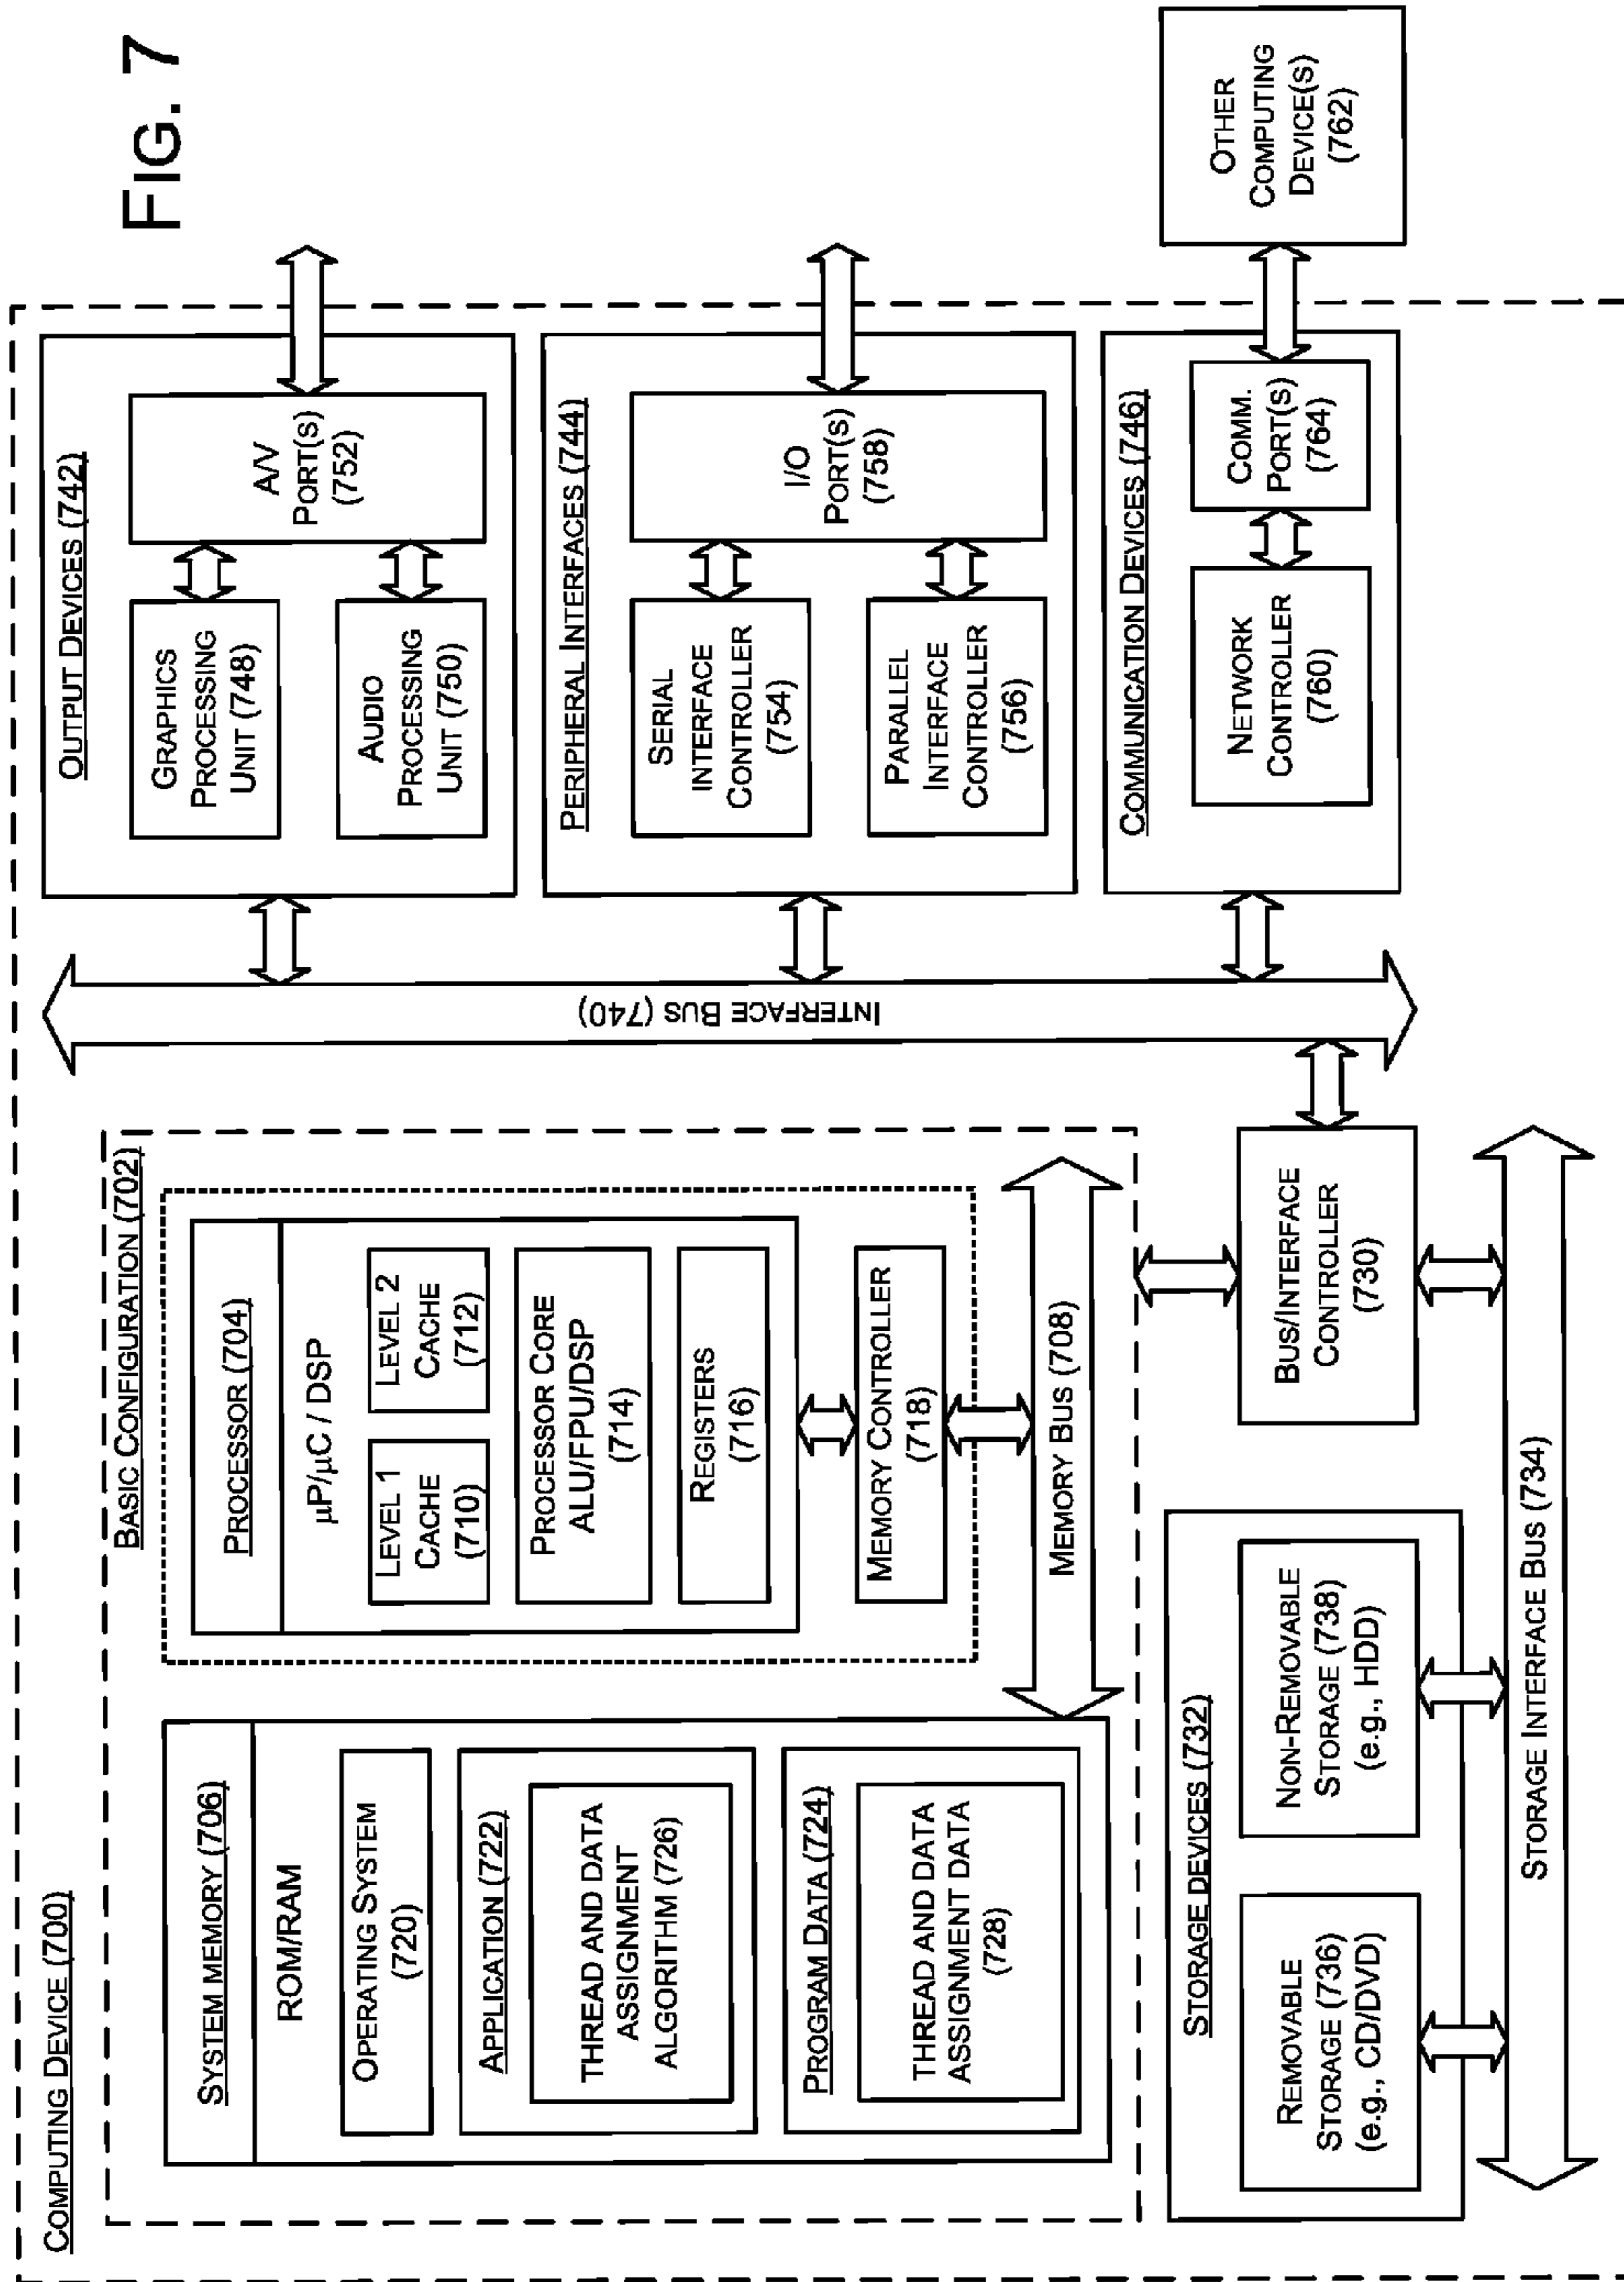 FIG. 7
COMPUTING DEVICE (700)
BASIC CONFIGURATION (702)
SYSTEM MEMORY (706)
ROM/RAM
OPERATING SYSTEM
(720)
APPLICATION (722)
THREAD AND DATA
ASSIGNMENT
ALGORITHM (726)
PROGRAM DATA (724)
THREAD AND DATA
ASSIGNMENT DATA
(728)
PROCESSOR (704)
µP/µC / DSP
LEVEL 1
CACHE
(710)
LEVEL 2
CACHE
(712)
PROCESSOR CORE
ALU/FPU/DSP
(714)
REGISTERS
(716)
MEMORY CONTROLLER
(718)
MEMORY BUS (708)
STORAGE DEVICES (732)
REMOVABLE
STORAGE (736)
(e.g., CD/DVD)
NON-REMOVABLE
STORAGE (738)
(e.g., HDD)
BUS/INTERFACE
CONTROLLER
(730)
STORAGE INTERFACE BUS (734)
INTERFACE BUS (740)
OUTPUT DEVICES (742)
GRAPHICS
PROCESSING
UNIT (748)
AUDIO
PROCESSING
UNIT (750)
A/V
PORT(S)
(752)
PERIPHERAL INTERFACES (744)
SERIAL
INTERFACE
CONTROLLER
(754)
PARALLEL
INTERFACE
CONTROLLER
(756)
I/O
PORT(S)
(758)
COMMUNICATION DEVICES (746)
NETWORK
CONTROLLER
(760)
COMM.
PORT(S)
(764)
OTHER
COMPUTING
DEVICE(S)
(762)